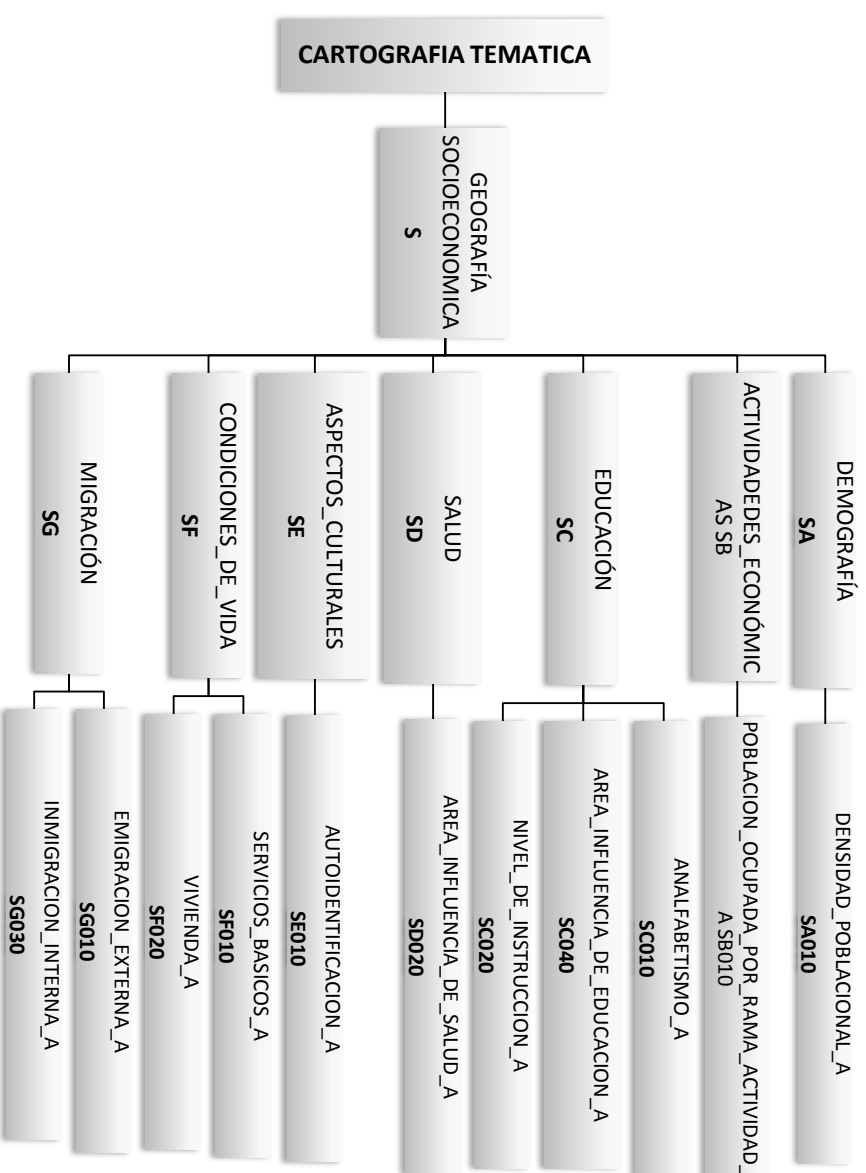 CARTOGRAFIA TEMATICA
GEOGRAFÍA
SOCIOECONOMICA
S
DEMOGRAFÍA
SA
DENSIDAD_POBLACIONAL_A
SA010
ACTIVIDADEDES_ECONÓMIC
AS SB
POBLACION_OCUPADA_POR_RAMA_ACTIVIDAD_
A SB010
EDUCACIÓN
SC
ANALFABETISMO_A
SC010
AREA_INFLUENCIA_DE_EDUCACION_A
SC040
NIVEL_DE_INSTRUCCION_A
SC020
SALUD
SD
AREA_INFLUENCIA_DE_SALUD_A
SD020
ASPECTOS_CULTURALES
SE
AUTOIDENTIFICACION_A
SE010
CONDICIONES_DE_VIDA
SF
SERVICIOS_BASICOS_A
SF010
VIVIENDA_A
SF020
MIGRACIÓN
SG
EMIGRACION_EXTERNA_A
SG010
INMIGRACION_INTERNA_A
SG030